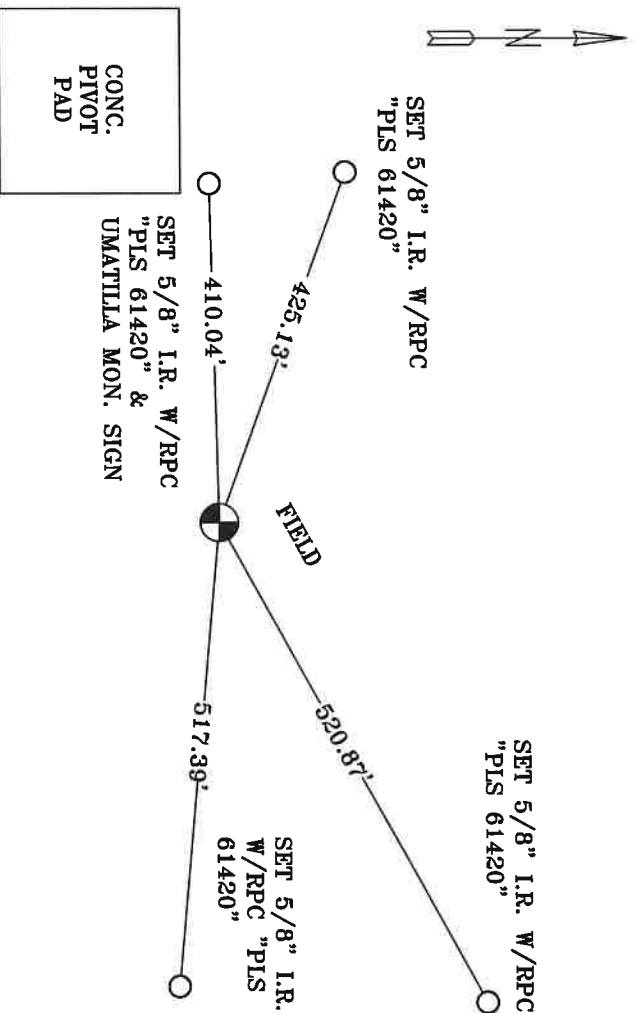 N
SET 5/8" I.R. W/RPC
"PLS 61420"
SET 5/8" I.R. W/RPC
"PLS 61420"
425.13'
FIELD
520.87'
CONC.
PIVOT
PAD
410.04'
517.39'
SET 5/8" I.R. W/RPC
"PLS 61420" &
UMATILLA MON. SIGN
SET 5/8" I.R.
W/RPC "PLS
61420"